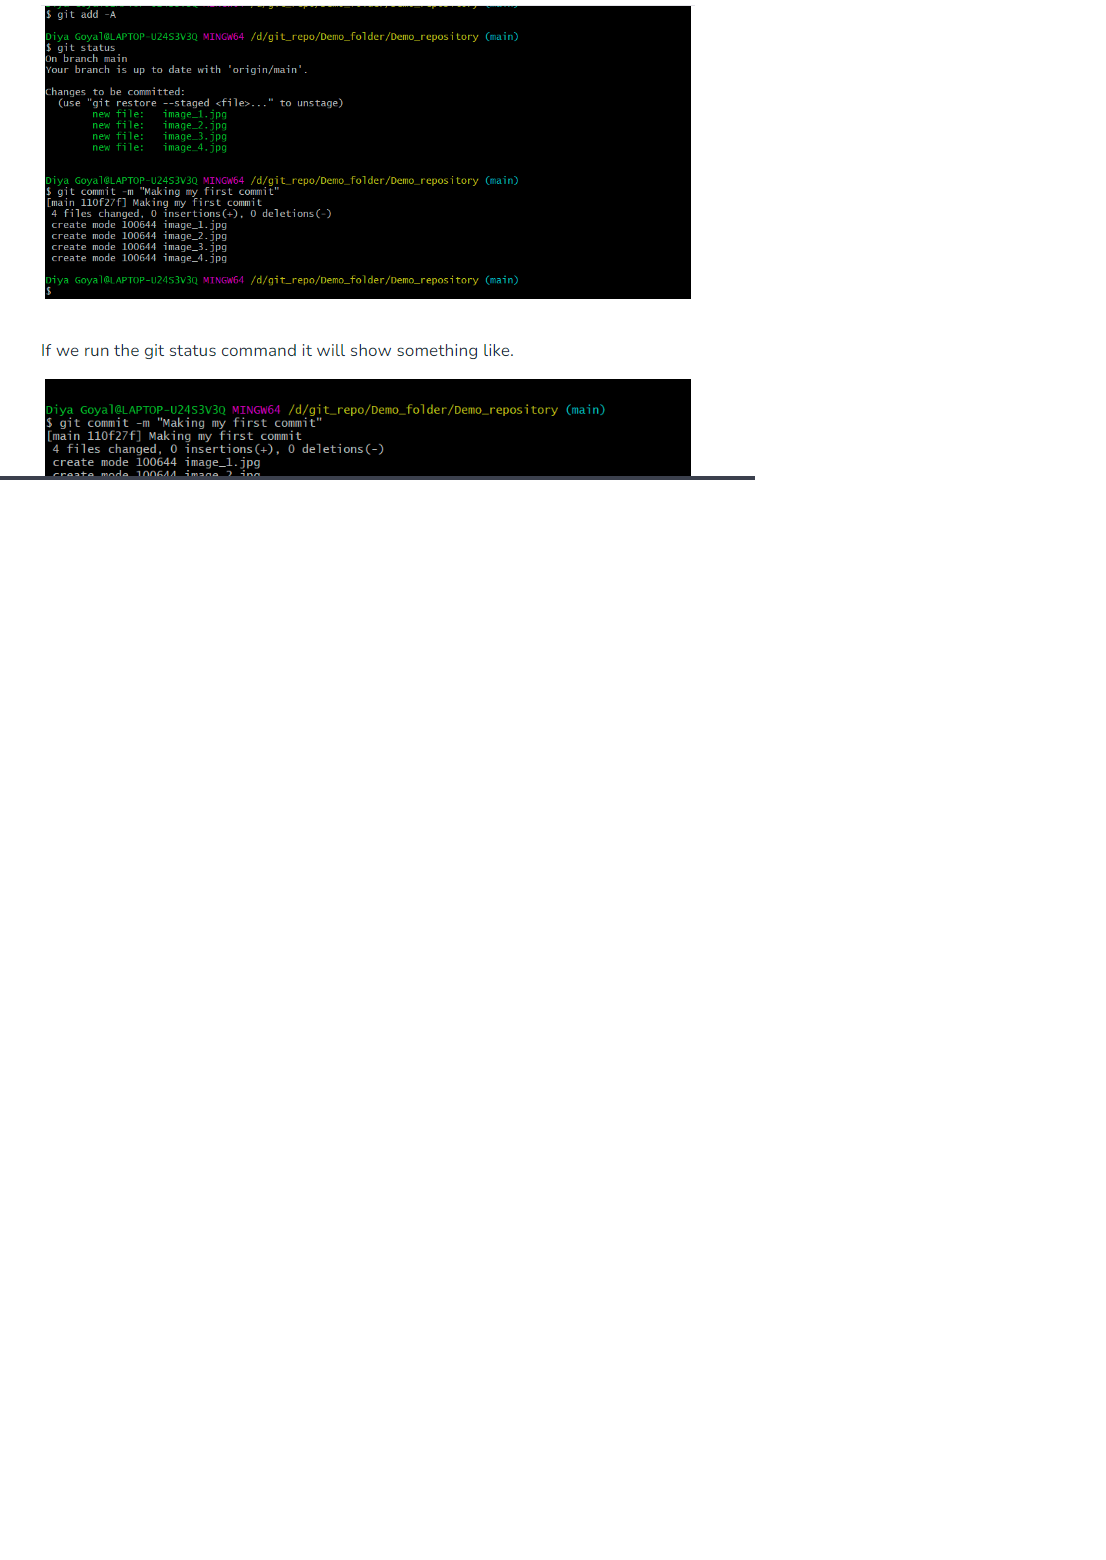 $ git add -A
Diya Goyal@LAPTOP-U24S3V3Q MINGW64 /d/git_repo/Demo_folder/Demo_repository (main)
$ git status
On branch main
Your branch is up to date with 'origin/main'.
Changes to be committed:
(use "git restore --staged <file>..." to unstage)
new file: image_1.jpg
new file: image_2.jpg
new file: image_3.jpg
new file: image_4.jpg
Diya Goyal@LAPTOP-U24S3V3Q MINGW64 /d/git_repo/Demo_folder/Demo_repository (main)
$ git commit -m "Making my first commit"
[main 110f27f] Making my first commit
4 files changed, 0 insertions(+), 0 deletions(-)
create mode 100644 image_1.jpg
create mode 100644 image_2.jpg
create mode 100644 image_3.jpg
create mode 100644 image_4.jpg
Diya Goyal@LAPTOP-U24S3V3Q MINGW64 /d/git_repo/Demo_folder/Demo_repository (main)
$
If we run the git status command it will show something like.
Diya Goyal@LAPTOP-U24S3V3Q MINGW64 /d/git_repo/Demo_folder/Demo_repository (main)
$ git commit -m "Making my first commit"
[main 110f27f] Making my first commit
4 files changed, 0 insertions(+), 0 deletions(-)
create mode 100644 image_1.jpg
create mode 100644 image_2.jpg